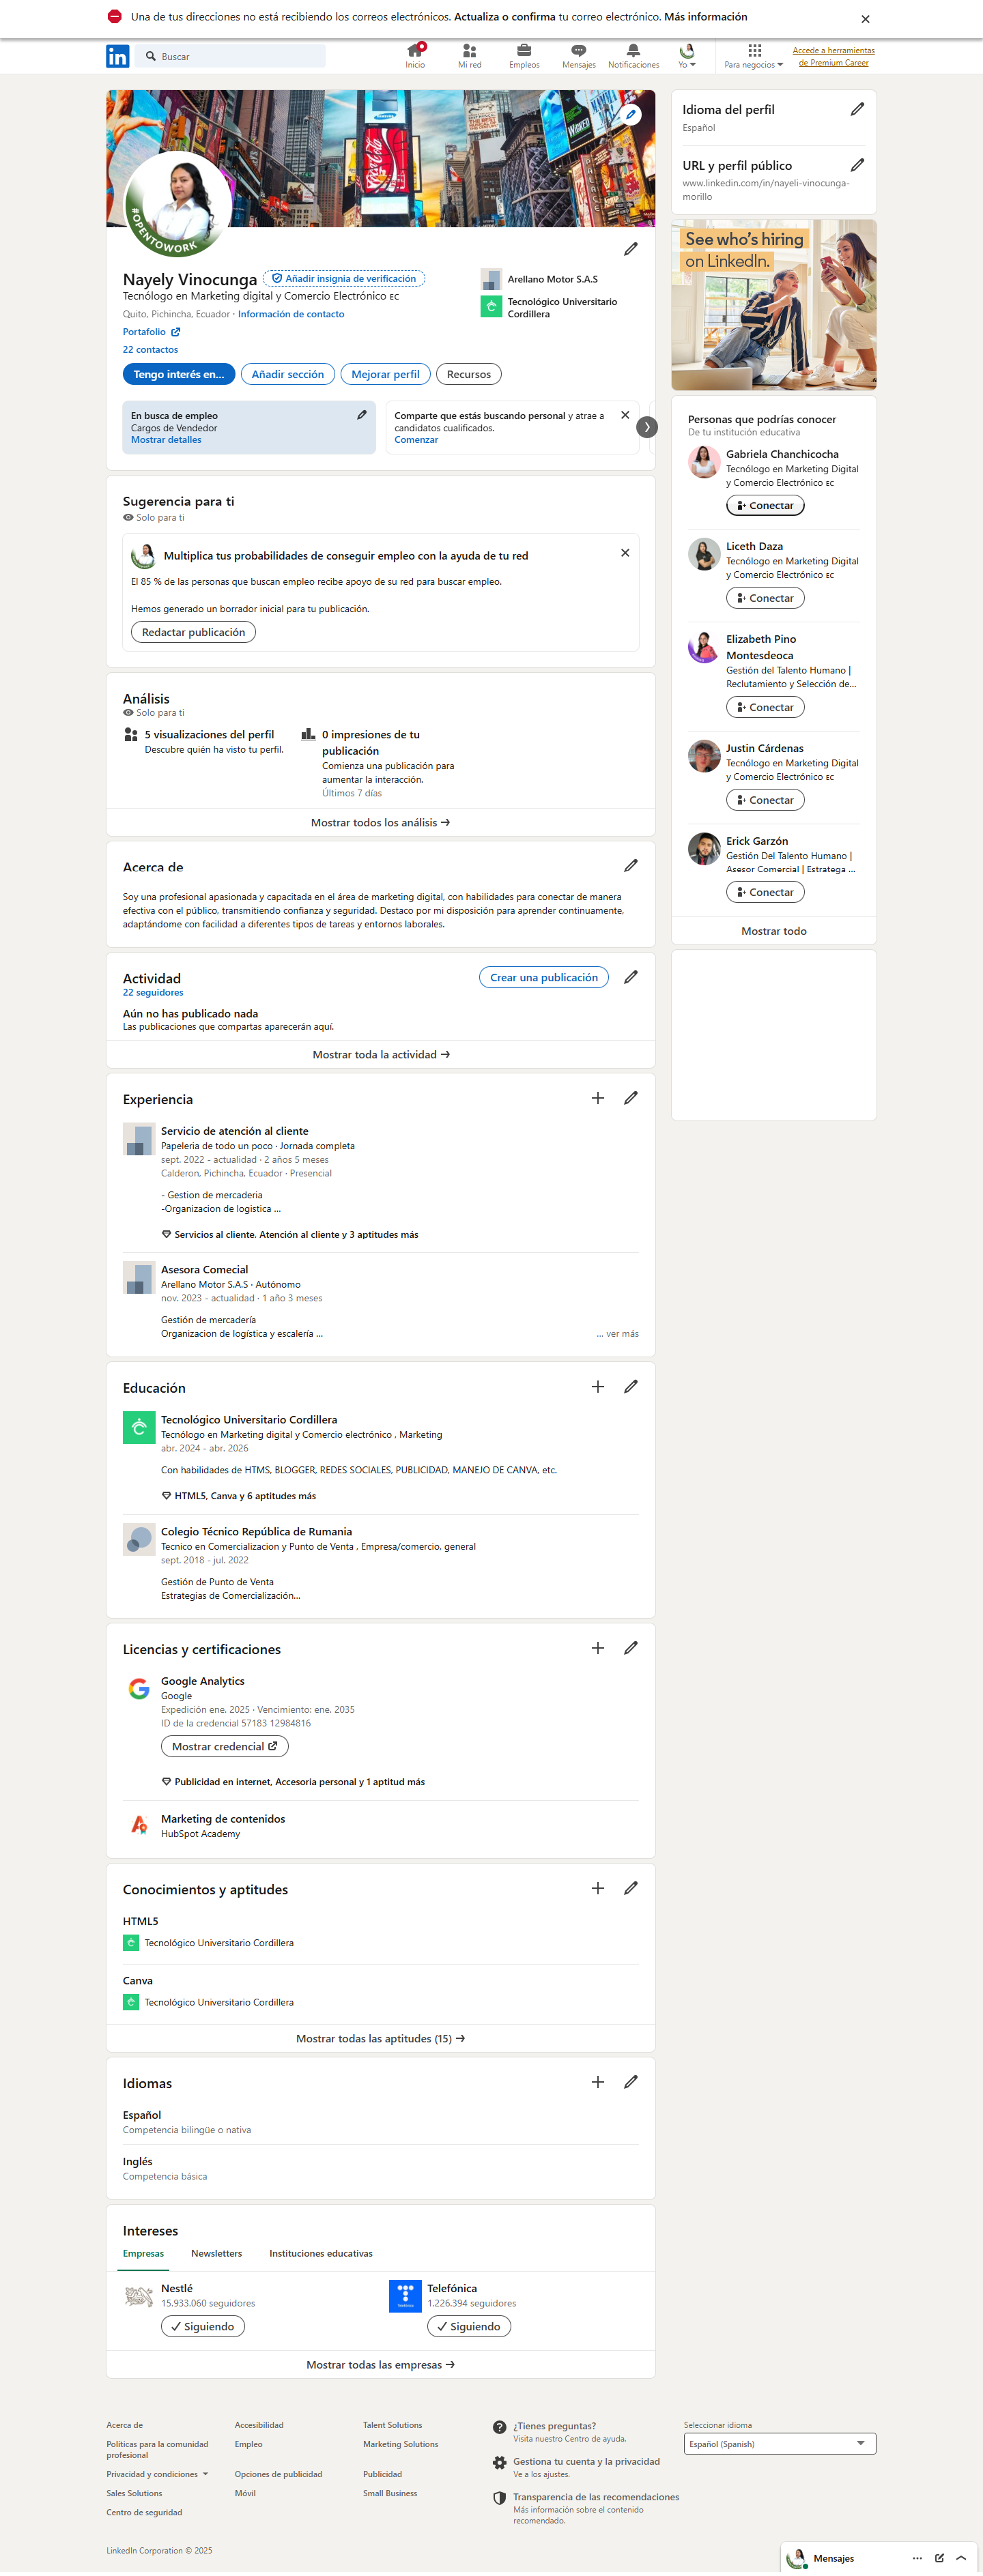 Una de tus direcciones no está recibiendo los correos electrónicos. Actualiza o confirma tu correo electrónico. Más información
in
Buscar
Inicio
Mi red
Empleos
Mensajes
Notificaciones
Yo
Para negocios
Accede a herramientas
de Premium Career
SAMSUNG
Coca-Cola
WICKED
#OPENTOWORK
Nayely Vinocunga
Añadir insignia de verificación
Tecnólogo en Marketing digital y Comercio Electrónico EC
Quito, Pichincha, Ecuador · Información de contacto
Portafolio
22 contactos
Arellano Motor S.A.S
Tecnológico Universitario
Cordillera
Tengo interés en...
Añadir sección
Mejorar perfil
Recursos
En busca de empleo
Cargos de Vendedor
Mostrar detalles
Comparte que estás buscando personal y atrae a
candidatos cualificados.
Comenzar
Sugerencia para ti
Solo para ti
Multiplica tus probabilidades de conseguir empleo con la ayuda de tu red
El 85 % de las personas que buscan empleo recibe apoyo de su red para buscar empleo.
Hemos generado un borrador inicial para tu publicación.
Redactar publicación
Análisis
Solo para ti
5 visualizaciones del perfil
Descubre quién ha visto tu perfil.
0 impresiones de tu
publicación
Comienza una publicación para
aumentar la interacción.
Últimos 7 días
Mostrar todos los análisis →
Acerca de
Soy una profesional apasionada y capacitada en el área de marketing digital, con habilidades para conectar de manera
efectiva con el público, transmitiendo confianza y seguridad. Destaco por mi disposición para aprender continuamente,
adaptándome con facilidad a diferentes tipos de tareas y entornos laborales.
Actividad
22 seguidores
Crear una publicación
Aún no has publicado nada
Las publicaciones que compartas aparecerán aquí.
Mostrar toda la actividad →
Experiencia
Servicio de atención al cliente
Papeleria de todo un poco · Jornada completa
sept. 2022 - actualidad · 2 años 5 meses
Calderon, Pichincha, Ecuador · Presencial
- Gestion de mercaderia
-Organizacion de logistica ...
Servicios al cliente, Atención al cliente y 3 aptitudes más
Asesora Comecial
Arellano Motor S.A.S · Autónomo
nov. 2023 - actualidad · 1 año 3 meses
Gestión de mercadería
Organizacion de logística y escalería ...
... ver más
Educación
Tecnológico Universitario Cordillera
Tecnólogo en Marketing digital y Comercio electrónico , Marketing
abr. 2024 - abr. 2026
Con habilidades de HTMS, BLOGGER, REDES SOCIALES, PUBLICIDAD, MANEJO DE CANVA, etc.
HTML5, Canva y 6 aptitudes más
Colegio Técnico República de Rumania
Tecnico en Comercializacion y Punto de Venta , Empresa/comercio, general
sept. 2018 - jul. 2022
Gestión de Punto de Venta
Estrategias de Comercialización...
Licencias y certificaciones
Google Analytics
Google
Expedición ene. 2025 · Vencimiento: ene. 2035
ID de la credencial 57183 12984816
Mostrar credencial
Publicidad en internet, Accesoria personal y 1 aptitud más
Marketing de contenidos
HubSpot Academy
Conocimientos y aptitudes
HTML5
Tecnológico Universitario Cordillera
Canva
Tecnológico Universitario Cordillera
Mostrar todas las aptitudes (15) →
Idiomas
Español
Competencia bilingüe o nativa
Inglés
Competencia básica
Intereses
Empresas
Newsletters
Instituciones educativas
Nestlé
15.933.060 seguidores
Siguiendo
Telefónica
Telefónica
1.226.394 seguidores
Siguiendo
Mostrar todas las empresas →
Idioma del perfil
Español
URL y perfil público
www.linkedin.com/in/nayeli-vinocunga-
morillo
See who's hiring
on LinkedIn.
Personas que podrías conocer
De tu institución educativa
Gabriela Chanchicocha
Tecnólogo en Marketing Digital
y Comercio Electrónico EC
Conectar
Liceth Daza
Tecnólogo en Marketing Digital
y Comercio Electrónico EC
Conectar
Elizabeth Pino
Montesdeoca
Gestión del Talento Humano |
Reclutamiento y Selección de...
Conectar
Justin Cárdenas
Tecnólogo en Marketing Digital
y Comercio Electrónico EC
Conectar
Erick Garzón
Gestión Del Talento Humano |
Asesor Comercial | Estratega ...
Conectar
Mostrar todo
Acerca de
Accesibilidad
Talent Solutions
Políticas para la comunidad
profesional
Empleo
Marketing Solutions
Privacidad y condiciones
Opciones de publicidad
Publicidad
Sales Solutions
Móvil
Small Business
Centro de seguridad
¿Tienes preguntas?
Visita nuestro Centro de ayuda.
Gestiona tu cuenta y la privacidad
Ve a los ajustes.
Transparencia de las recomendaciones
Más información sobre el contenido
recomendado.
Seleccionar idioma
Español (Spanish)
LinkedIn Corporation © 2025
Mensajes